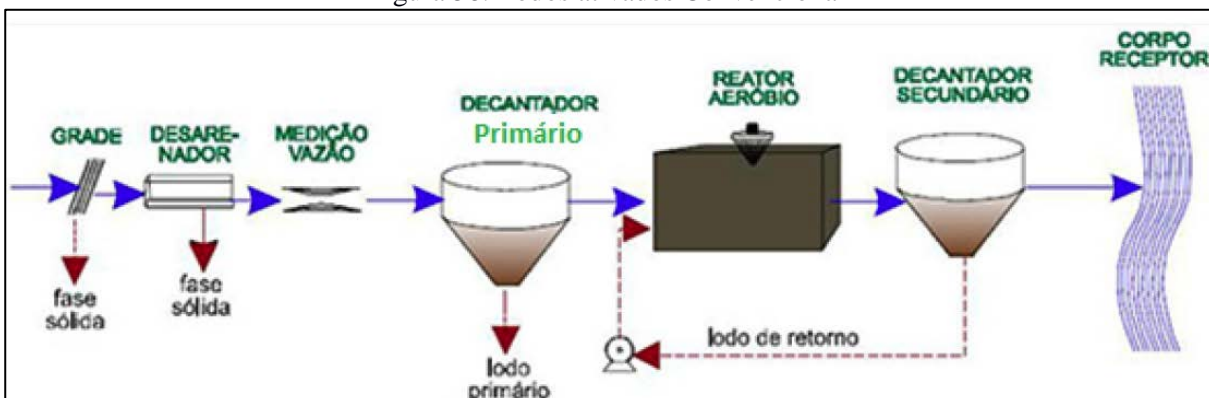 CORPO
RECEPTOR
REATOR
AERÓBIO
DECANTADOR
SECUNDÁRIO
DECANTADOR
Primário
GRADE
DESARE-
NADOR
MEDIÇÃO
VAZÃO
fase
sólida
fase
sólida
lodo de retorno
lodo
primário